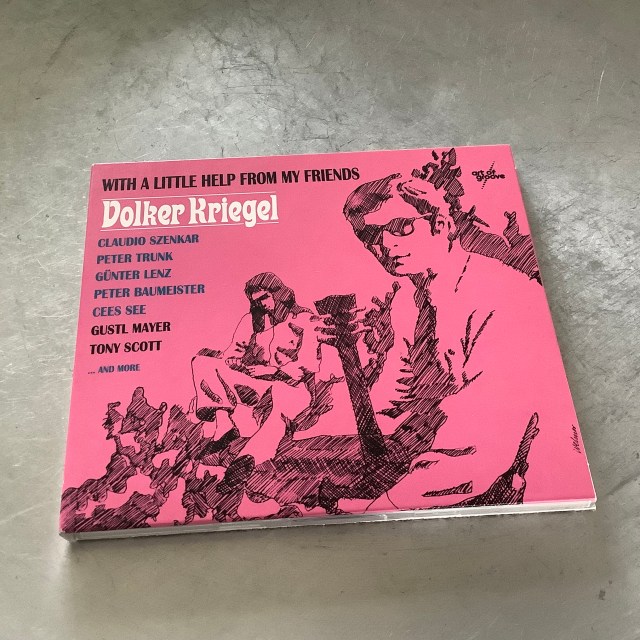 WITH A LITTLE HELP FROM MY FRIENDS
Volker Kriegel
CLAUDIO SZENKAR
PETER TRUNK
GÜNTER LENZ
PETER BAUMEISTER
CEES SEE
GUSTL MAYER
TONY SCOTT
... AND MORE
art of
groove